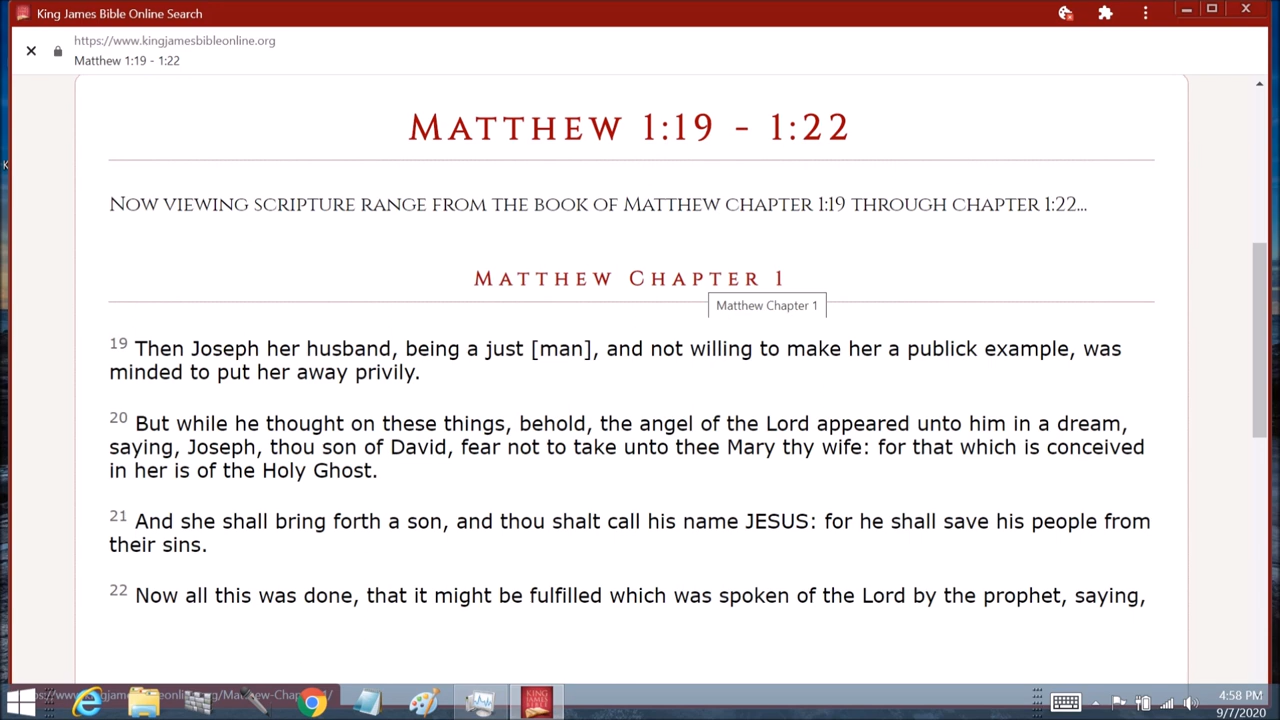 King James Bible Online Search
https://www.kingjamesbibleonline.org
Matthew 1:19 - 1:22
MATTHEW 1:19 - 1:22
NOW VIEWING SCRIPTURE RANGE FROM THE BOOK OF MATTHEW CHAPTER 1:19 THROUGH CHAPTER 1:22...
MATTHEW CHAPTER 1
Matthew Chapter 1
19 Then Joseph her husband, being a just [man], and not willing to make her a publick example, was
minded to put her away privily.
20 But while he thought on these things, behold, the angel of the Lord appeared unto him in a dream,
saying, Joseph, thou son of David, fear not to take unto thee Mary thy wife: for that which is conceived
in her is of the Holy Ghost.
21 And she shall bring forth a son, and thou shalt call his name JESUS: for he shall save his people from
their sins.
22 Now all this was done, that it might be fulfilled which was spoken of the Lord by the prophet, saying,
KING
JAMES
BIBLE
4:58 PM
9/7/2020